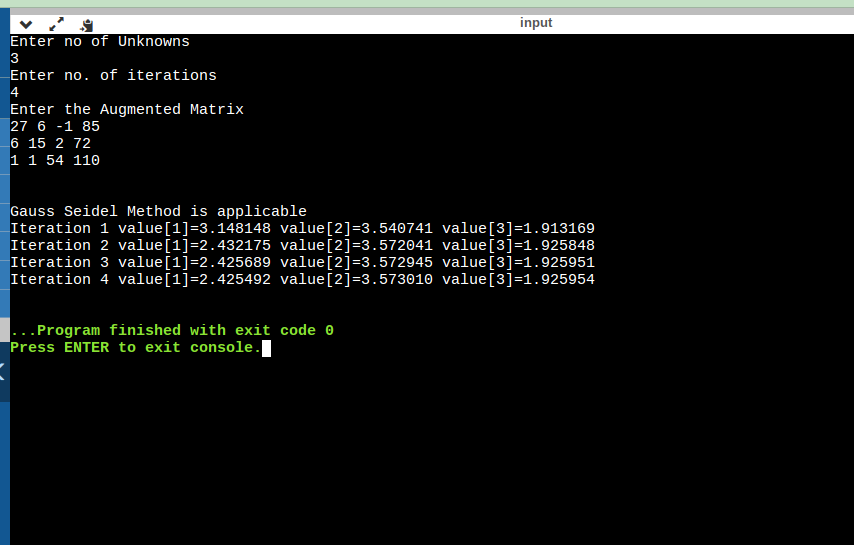 input
Enter no of Unknowns
3
Enter no. of iterations
4
Enter the Augmented Matrix
27 6 -1 85
6 15 2 72
1 1 54 110
Gauss Seidel Method is applicable
Iteration 1 value[1]=3.148148 value[2]=3.540741 value[3]=1.913169
Iteration 2 value[1]=2.432175 value[2]=3.572041 value[3]=1.925848
Iteration 3 value[1]=2.425689 value[2]=3.572945 value[3]=1.925951
Iteration 4 value[1]=2.425492 value[2]=3.573010 value[3]=1.925954
...Program finished with exit code 0
Press ENTER to exit console.